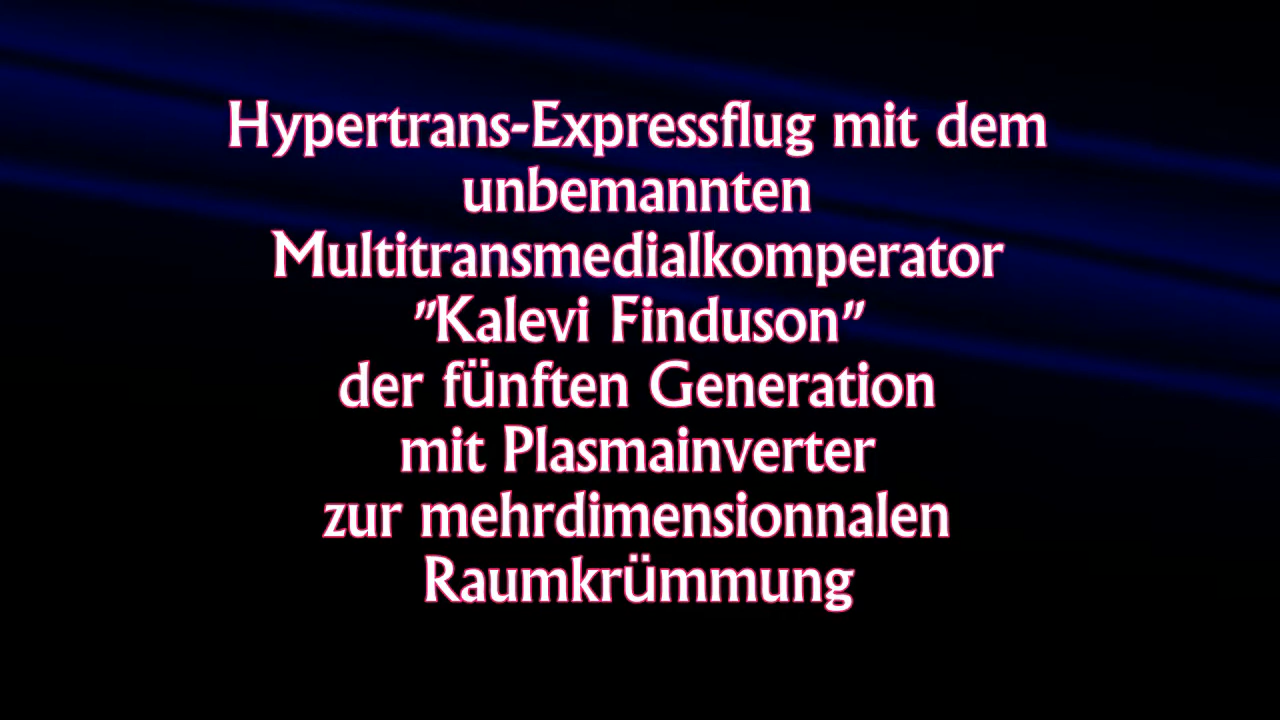 Hypertrans-Expressflug mit dem
unbemannten
Multitransmedialkomperator
"Kalevi Finduson"
der fünften Generation
mit Plasmainverter
zur mehrdimensionnalen
Raumkrümmung